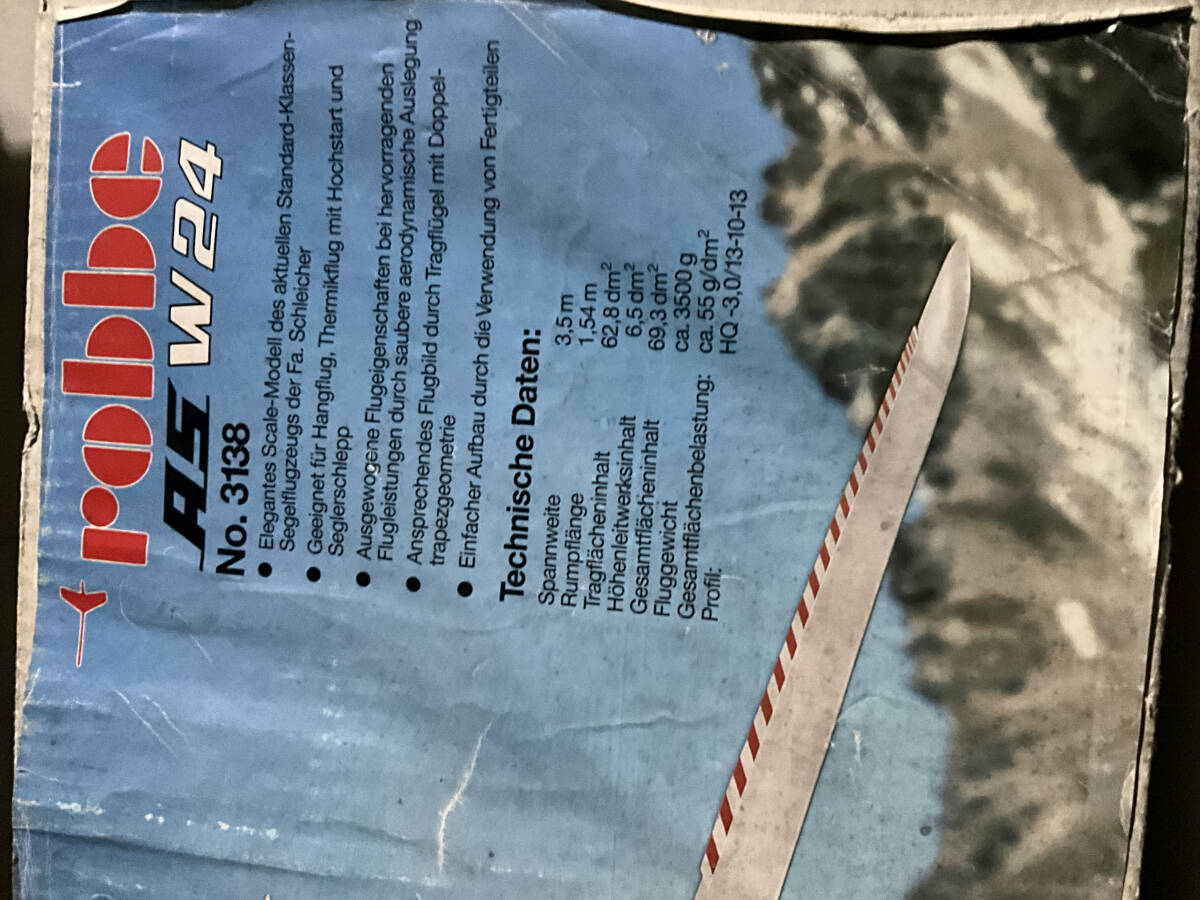 robbe
AS W 24
No. 3138
● Elegantes Scale-Modell des aktuellen Standard-Klassen-
Segelflugzeugs der Fa. Schleicher
● Geeignet für Hangflug, Thermikflug mit Hochstart und
Seglerschlepp
● Ausgewogene Flugeigenschaften bei hervorragenden
Flugleistungen durch saubere aerodynamische Auslegung
● Ansprechendes Flugbild durch Tragflügel mit Doppel-
trapezgeometrie
● Einfacher Aufbau durch die Verwendung von Fertigteilen
Technische Daten:
Spannweite 3,5 m
Rumpflänge 1,54 m
Tragflächeninhalt 62,8 dm²
Höhenleitwerksinhalt 6,5 dm²
Gesamtflächeninhalt 69,3 dm²
Fluggewicht ca. 3500 g
Gesamtflächenbelastung: ca. 55 g/dm²
Profil: HQ -3,0/13-10-13